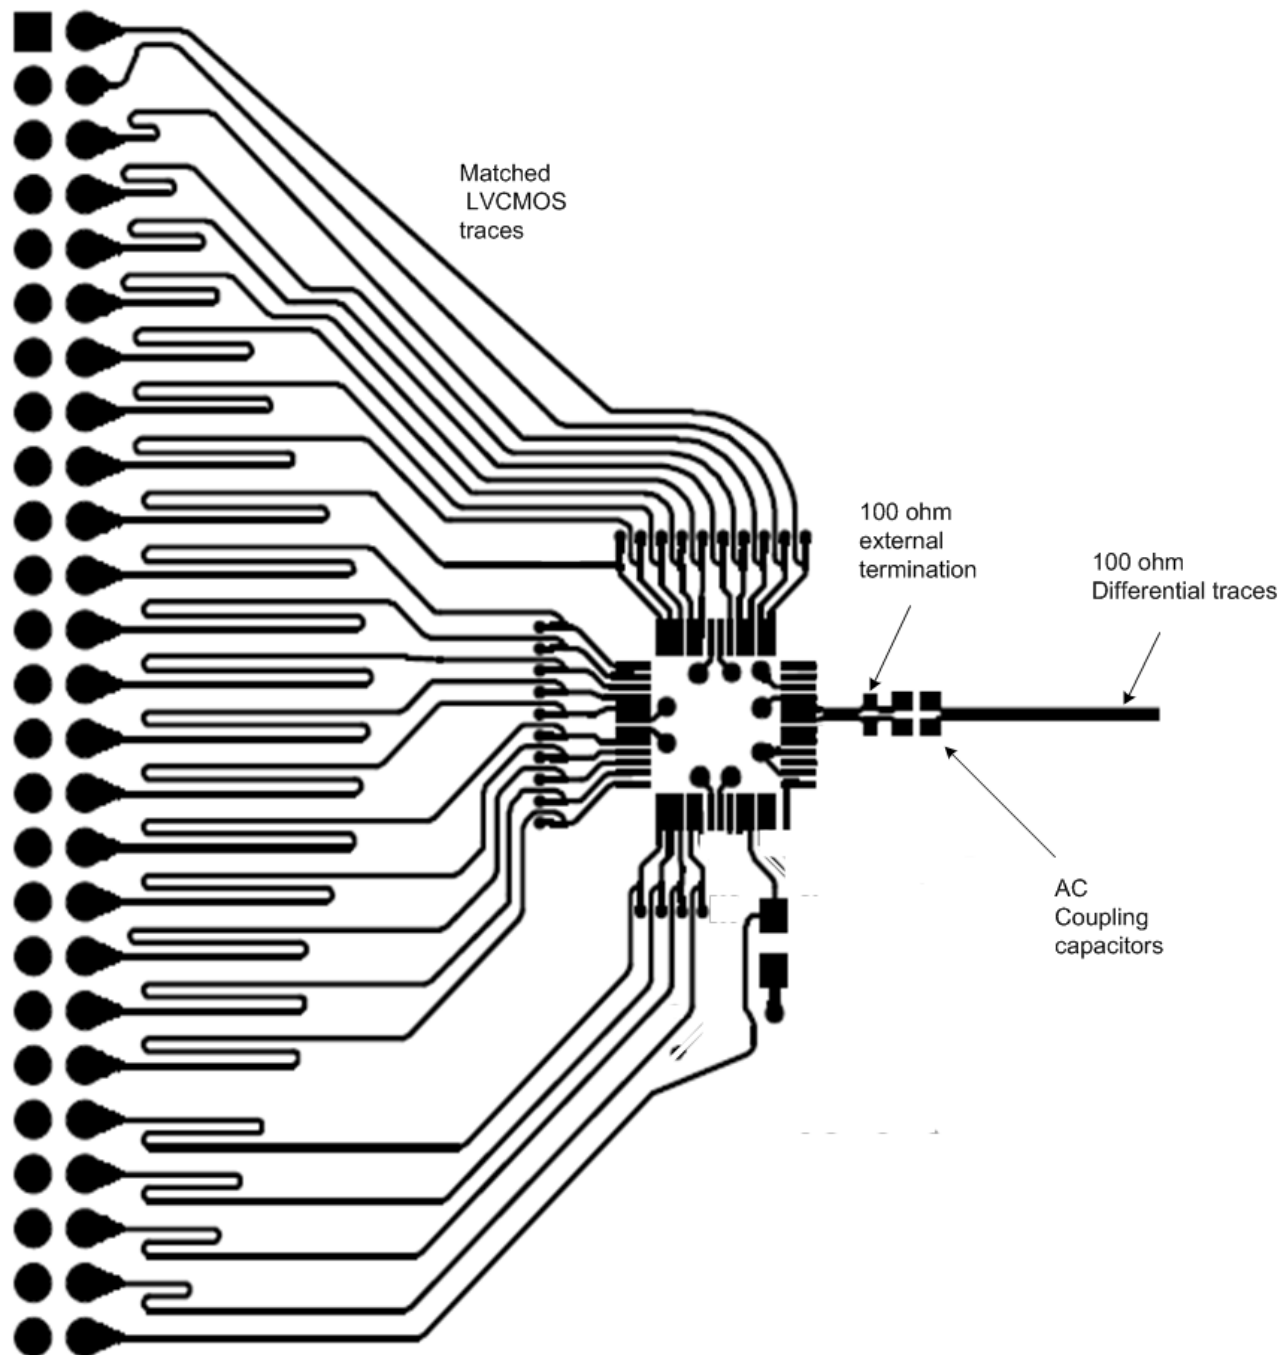 Matched
LVCMOS
traces
100 ohm
external
termination
100 ohm
Differential traces
AC
Coupling
capacitors